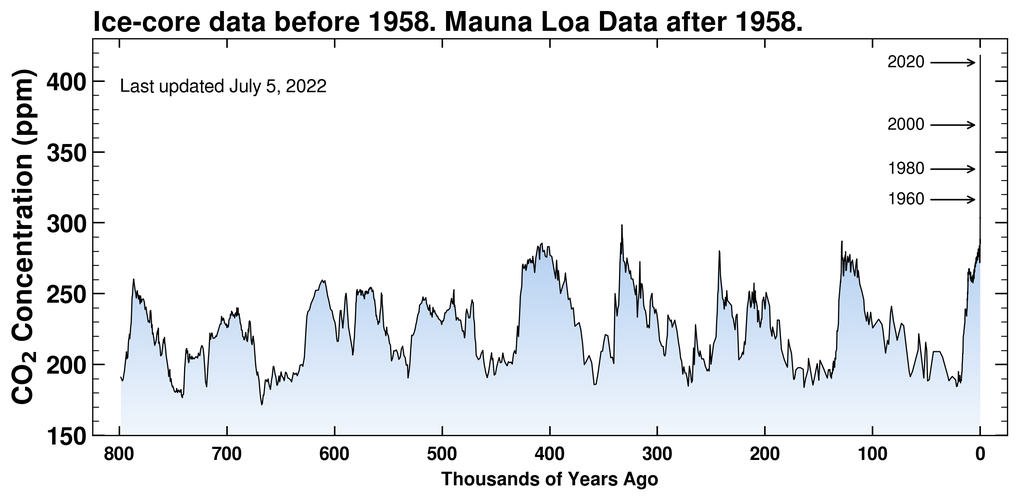 Ice-core data before 1958. Mauna Loa Data after 1958.
Last updated July 5, 2022
CO2 Concentration (ppm)
400
350
300
250
200
150
2020
2000
1980
1960
800 700 600 500 400 300 200 100 0
Thousands of Years Ago